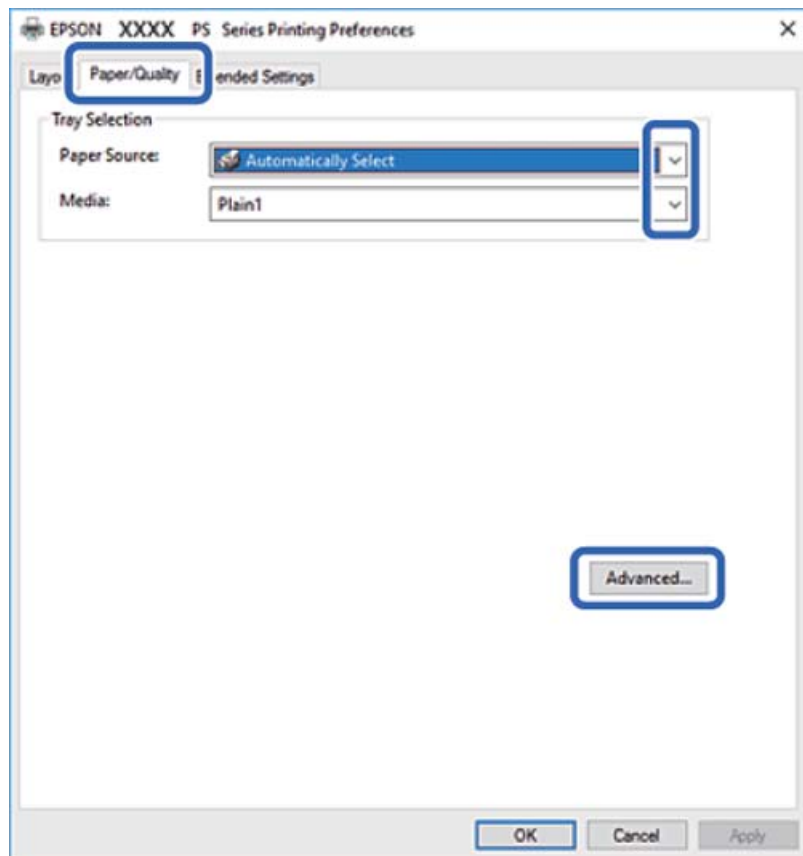 EPSON XXXX PS Series Printing Preferences
Layo Paper/Quality E ended Settings
Tray Selection
Paper Source: Automatically Select
Media: Plain1
Advanced...
OK Cancel Apply